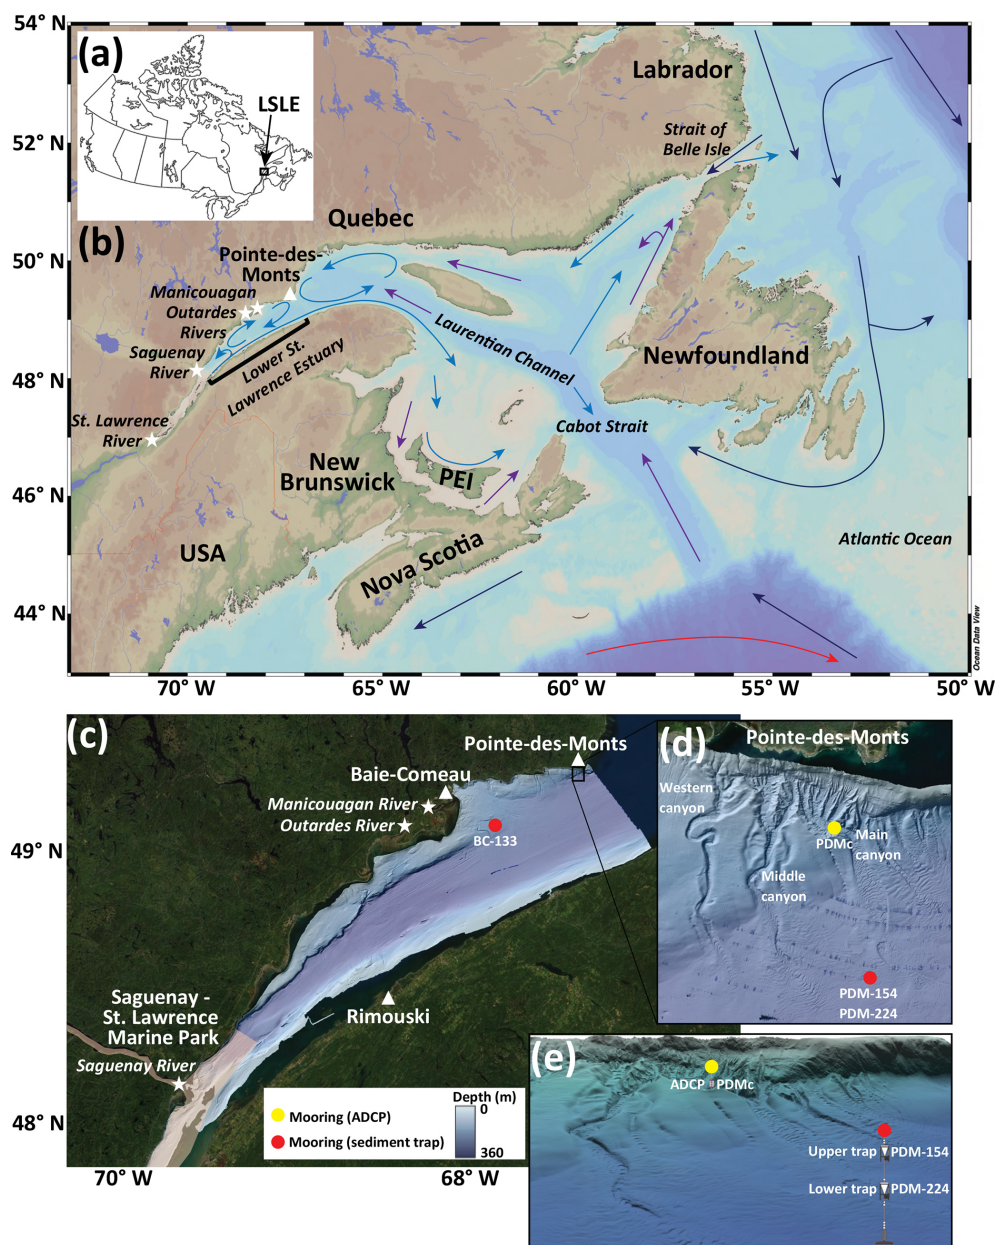 54° N
(a)
LSLE
Labrador
52° N
Strait of
Belle Isle
Quebec
(b)
50° N
Pointe-des-
Monts
Manicouagan
Outardes
Rivers
Saguenay
River
Laurentian Channel
Newfoundland
48° N
Lower St.
Lawrence Estuary
St. Lawrence
River
Cabot Strait
New
Brunswick
PEI
46° N
USA
Nova Scotia
Atlantic Ocean
44° N
Ocean Data View
70° W
65° W
60° W
55° W
50° W
(c)
Pointe-des-Monts
Baie-Comeau
Manicouagan River
Outardes River
BC-133
49° N
Saguenay -
St. Lawrence
Marine Park
Rimouski
Saguenay River
48° N
Depth (m)
0
360
Mooring (ADCP)
Mooring (sediment trap)
70° W
68° W
(d)
Pointe-des-Monts
Western
canyon
PDMc
Main
canyon
Middle
canyon
PDM-154
PDM-224
(e)
ADCP
PDMc
Upper trap
PDM-154
Lower trap
PDM-224